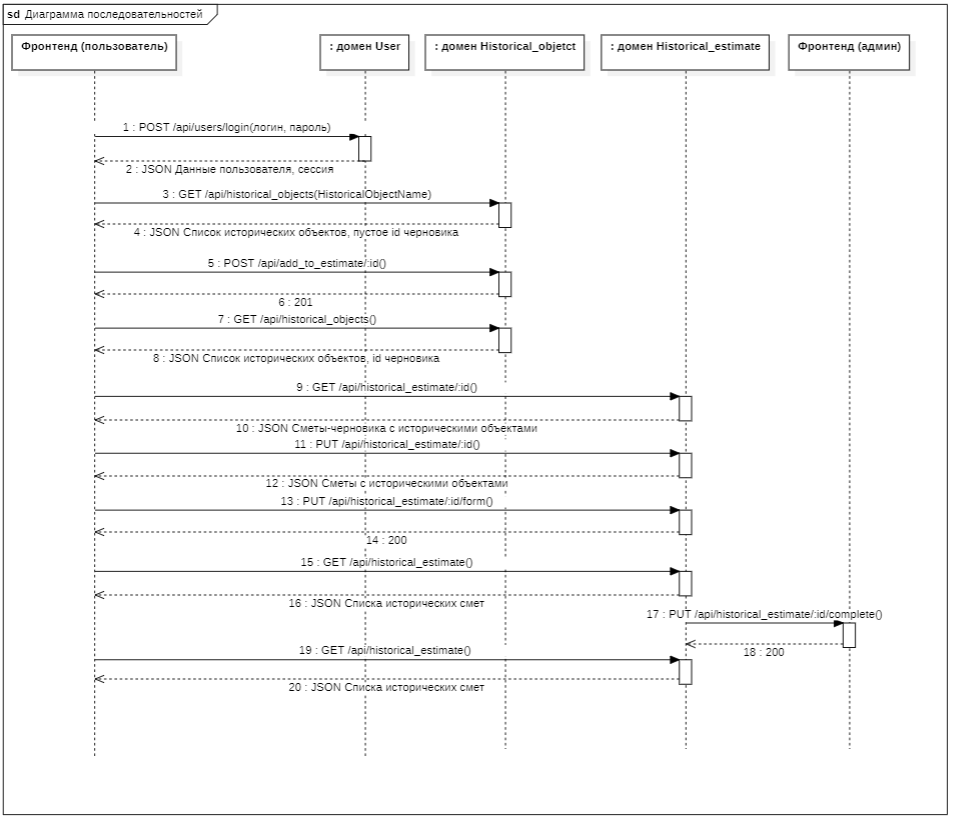 sd Диаграмма последовательностей
Фронтенд (пользователь)
: домен User
: домен Historical_objetct
: домен Historical_estimate
Фронтенд (админ)
1 : POST /api/users/login(логин, пароль)
2 : JSON Данные пользователя, сессия
3 : GET /api/historical_objects(HistoricalObjectName)
4 : JSON Список исторических объектов, пустое id черновика
5 : POST /api/add_to_estimate/:id()
6 : 201
7 : GET /api/historical_objects()
8 : JSON Список исторических объектов, id черновика
9 : GET /api/historical_estimate/:id()
10 : JSON Сметы-черновика с историческими объектами
11 : PUT /api/historical_estimate/:id()
12 : JSON Сметы с историческими объектами
13 : PUT /api/historical_estimate/:id/form()
14 : 200
15 : GET /api/historical_estimate()
16 : JSON Списка исторических смет
17 : PUT /api/historical_estimate/:id/complete()
18 : 200
19 : GET /api/historical_estimate()
20 : JSON Списка исторических смет